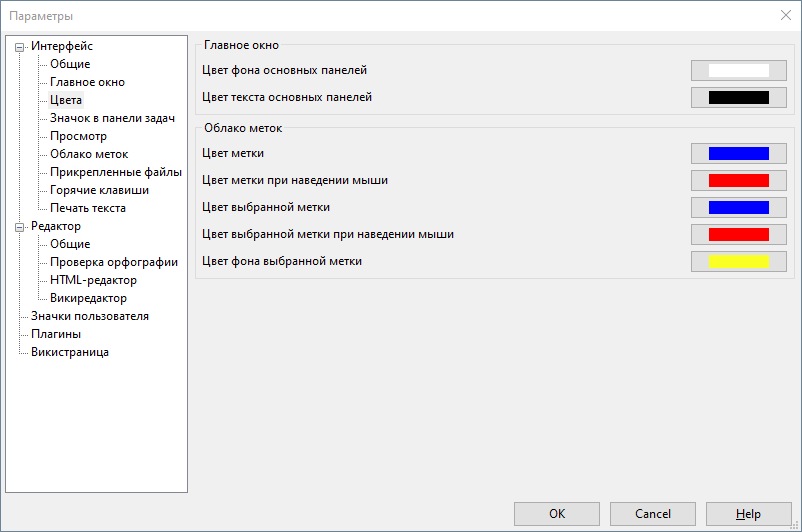 Параметры
Интерфейс
Общие
Главное окно
Цвета
Значок в панели задач
Просмотр
Облако меток
Прикрепленные файлы
Горячие клавиши
Печать текста
Редактор
Общие
Проверка орфографии
HTML-редактор
Викиредактор
Значки пользователя
Плагины
Викистраница
Главное окно
Цвет фона основных панелей
Цвет текста основных панелей
Облако меток
Цвет метки
Цвет метки при наведении мыши
Цвет выбранной метки
Цвет выбранной метки при наведении мыши
Цвет фона выбранной метки
OK
Cancel
Help